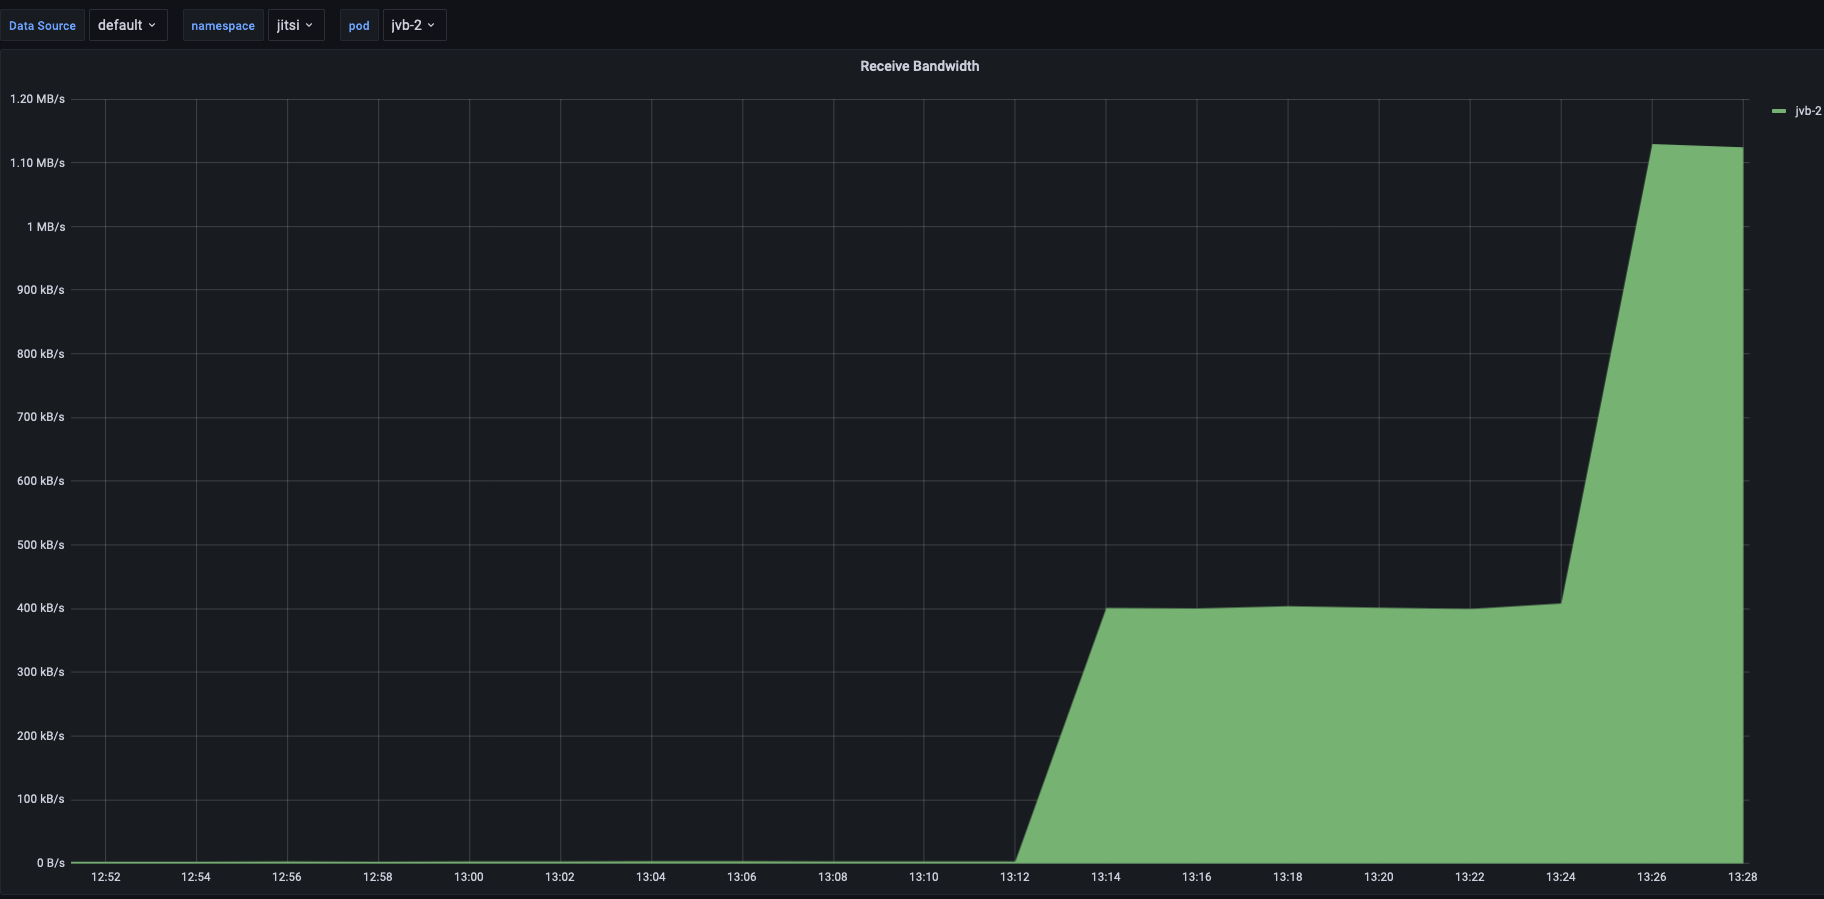 Data Source default namespace jitsi pod jvb-2
Receive Bandwidth
1.20 MB/s
jvb-2
1.10 MB/s
1 MB/s
900 kB/s
800 kB/s
700 kB/s
600 kB/s
500 kB/s
400 kB/s
300 kB/s
200 kB/s
100 kB/s
0 B/s
12:52 12:54 12:56 12:58 13:00 13:02 13:04 13:06 13:08 13:10 13:12 13:14 13:16 13:18 13:20 13:22 13:24 13:26 13:28